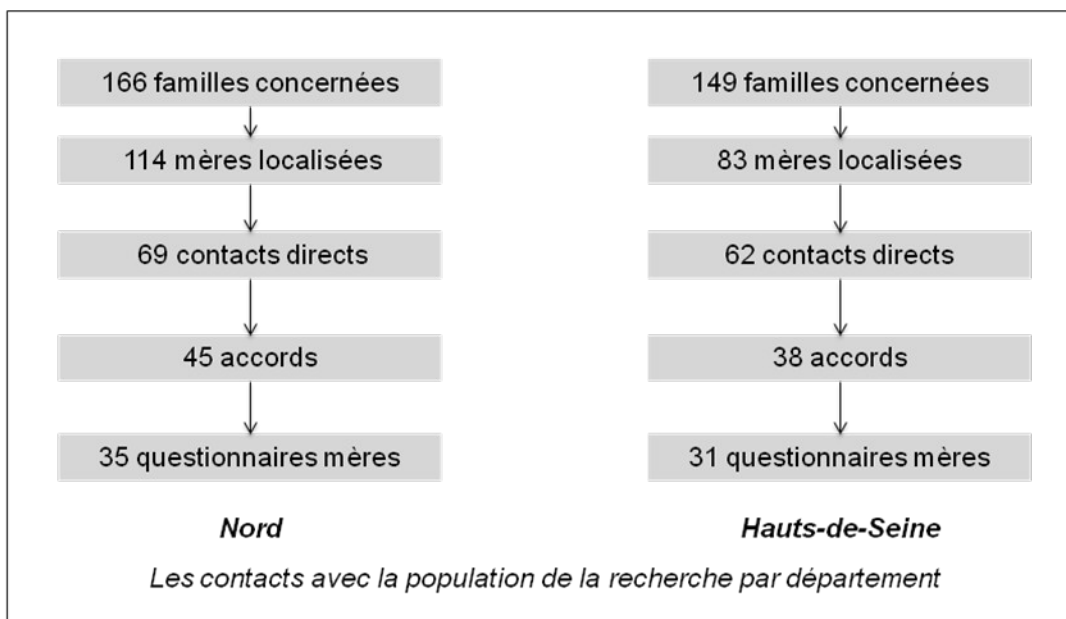 166 familles concernées
114 mères localisées
69 contacts directs
45 accords
35 questionnaires mères
Nord
149 familles concernées
83 mères localisées
62 contacts directs
38 accords
31 questionnaires mères
Hauts-de-Seine
Les contacts avec la population de la recherche par département